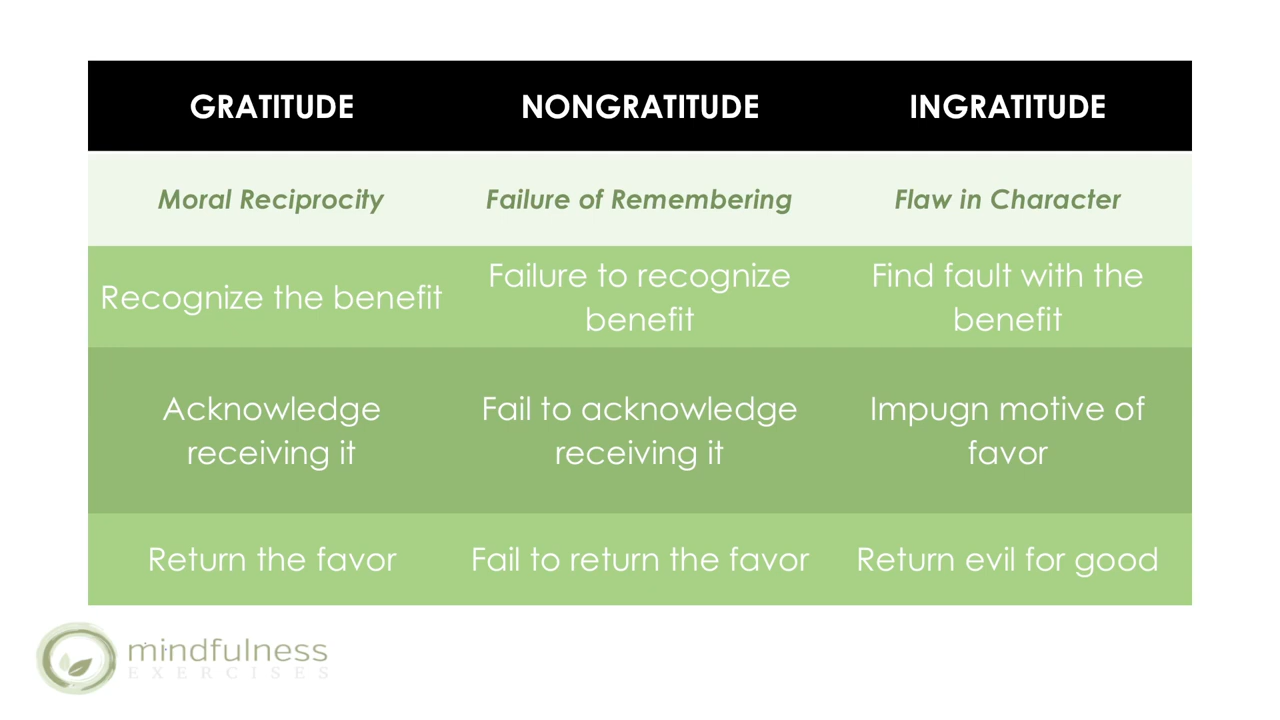 GRATITUDE NONGRATITUDE INGRATITUDE
Moral Reciprocity Failure of Remembering Flaw in Character
Recognize the benefit
Failure to recognize
benefit
Find fault with the
benefit
Acknowledge
receiving it
Fail to acknowledge
receiving it
Impugn motive of
favor
Return the favor Fail to return the favor Return evil for good
mindfulness
EXERCISES